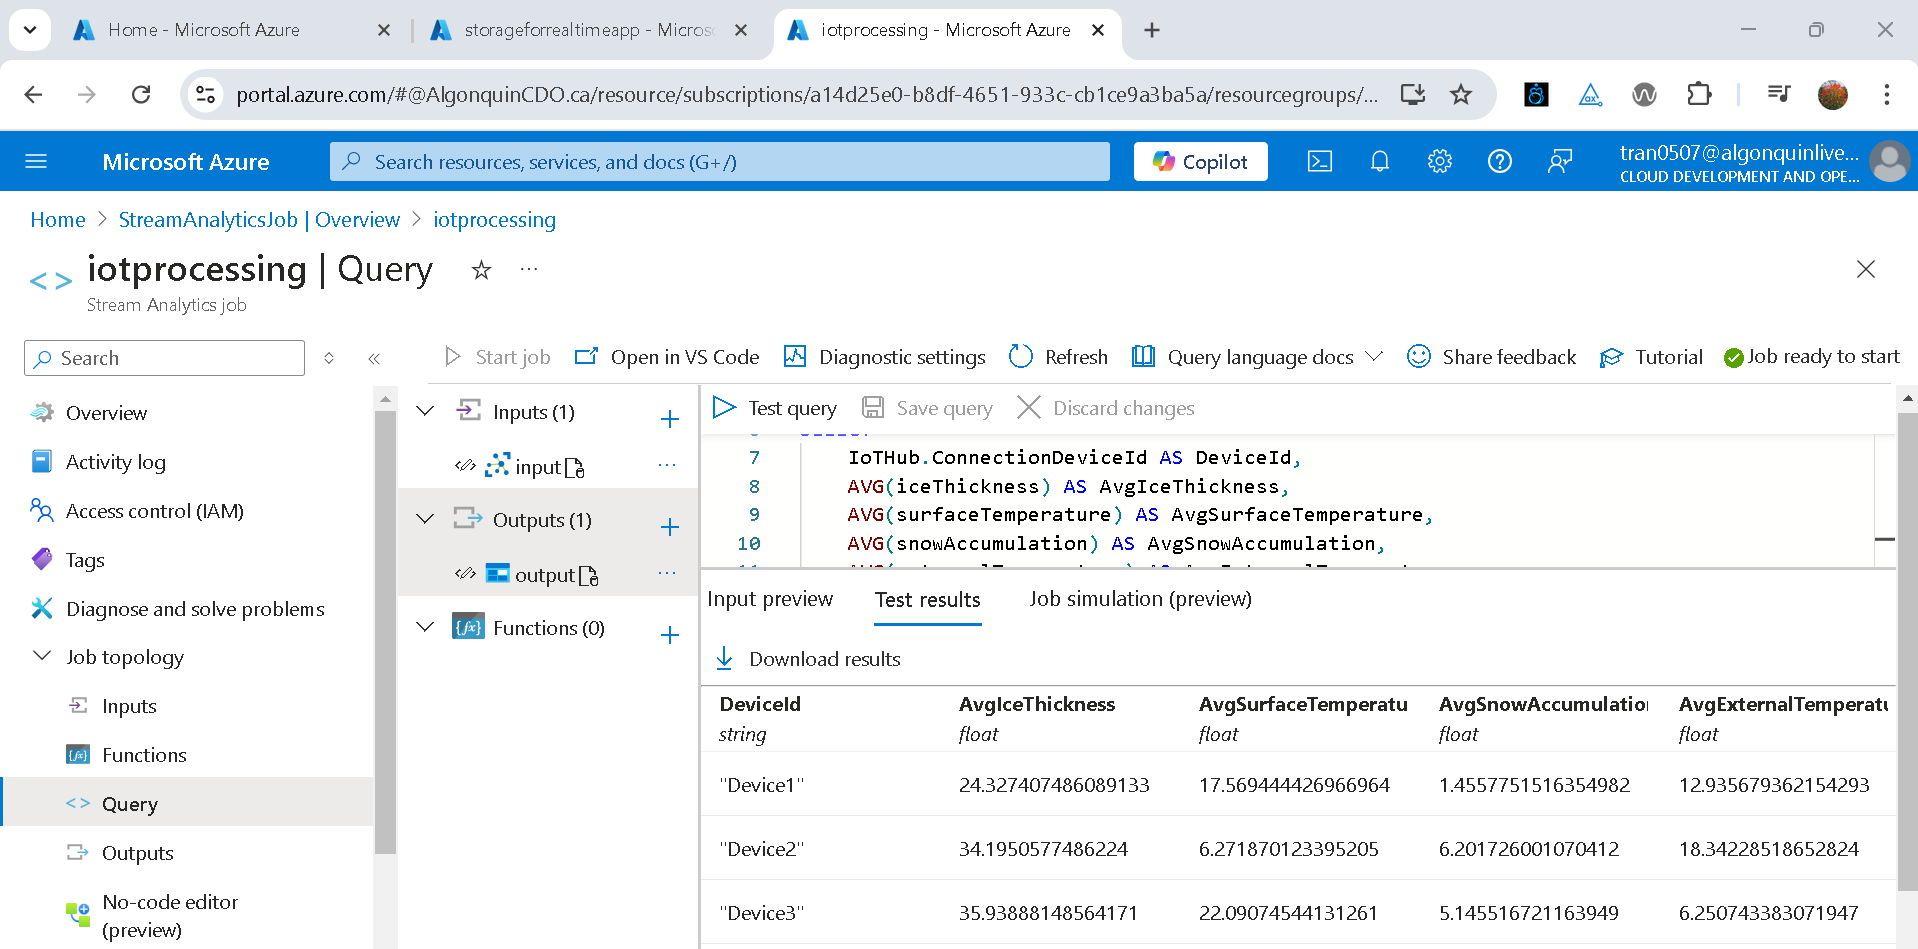 Home - Microsoft Azure
storageforrealtimeapp - Micros
iotprocessing - Microsoft Azure
portal.azure.com/#@AlgonquinCDO.ca/resource/subscriptions/a14d25e0-b8df-4651-933c-cb1ce9a3ba5a/resourcegroups/...
Microsoft Azure
Search resources, services, and docs (G+/)
Copilot
tran0507@algonquinlive...
CLOUD DEVELOPMENT AND OPE...
Home > StreamAnalyticsJob | Overview > iotprocessing
iotprocessing | Query
Stream Analytics job
Search
Start job
Open in VS Code
Diagnostic settings
Refresh
Query language docs
Share feedback
Tutorial
Job ready to start
Overview
Activity log
Access control (IAM)
Tags
Diagnose and solve problems
Job topology
Inputs
Functions
Query
Outputs
No-code editor
(preview)
Inputs (1)
input
Outputs (1)
output
Functions (0)
Test query
Save query
Discard changes
7 IoTHub.ConnectionDeviceId AS DeviceId,
8 AVG(iceThickness) AS AvgIceThickness,
9 AVG(surfaceTemperature) AS AvgSurfaceTemperature,
10 AVG(snowAccumulation) AS AvgSnowAccumulation,
Input preview
Test results
Job simulation (preview)
Download results
DeviceId AvgIceThickness AvgSurfaceTemperatu AvgSnowAccumulation AvgExternalTemperatu
string float float float float
"Device1" 24.327407486089133 17.569444426966964 1.4557751516354982 12.935679362154293
"Device2" 34.1950577486224 6.271870123395205 6.201726001070412 18.34228518652824
"Device3" 35.93888148564171 22.09074544131261 5.145516721163949 6.250743383071947